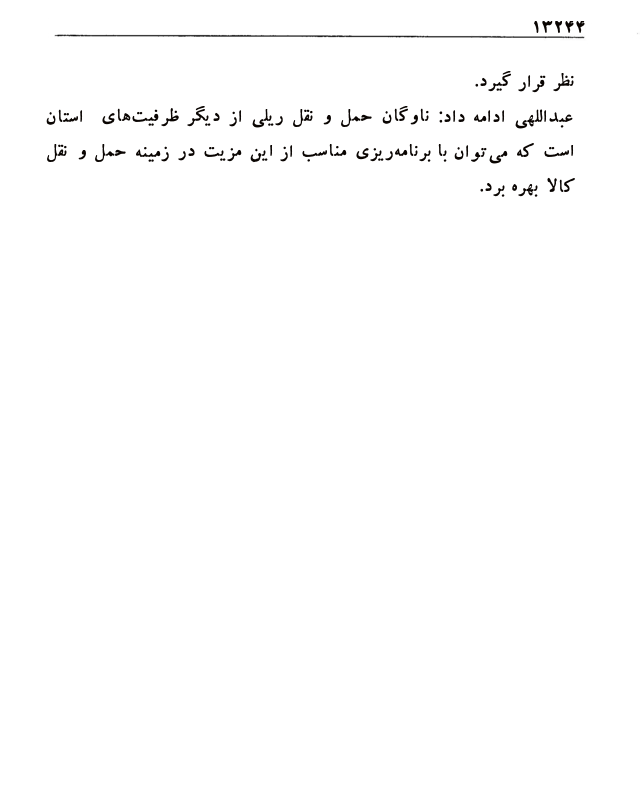 ۱۳۲۴۴
نظر قرار گیرد.
عبداللهی ادامه داد: ناوگان حمل و نقل ریلی از دیگر ظرفیت‌های استان
است که می‌توان با برنامه‌ریزی مناسب از این مزیت در زمینه حمل و نقل
کالا بهره برد.